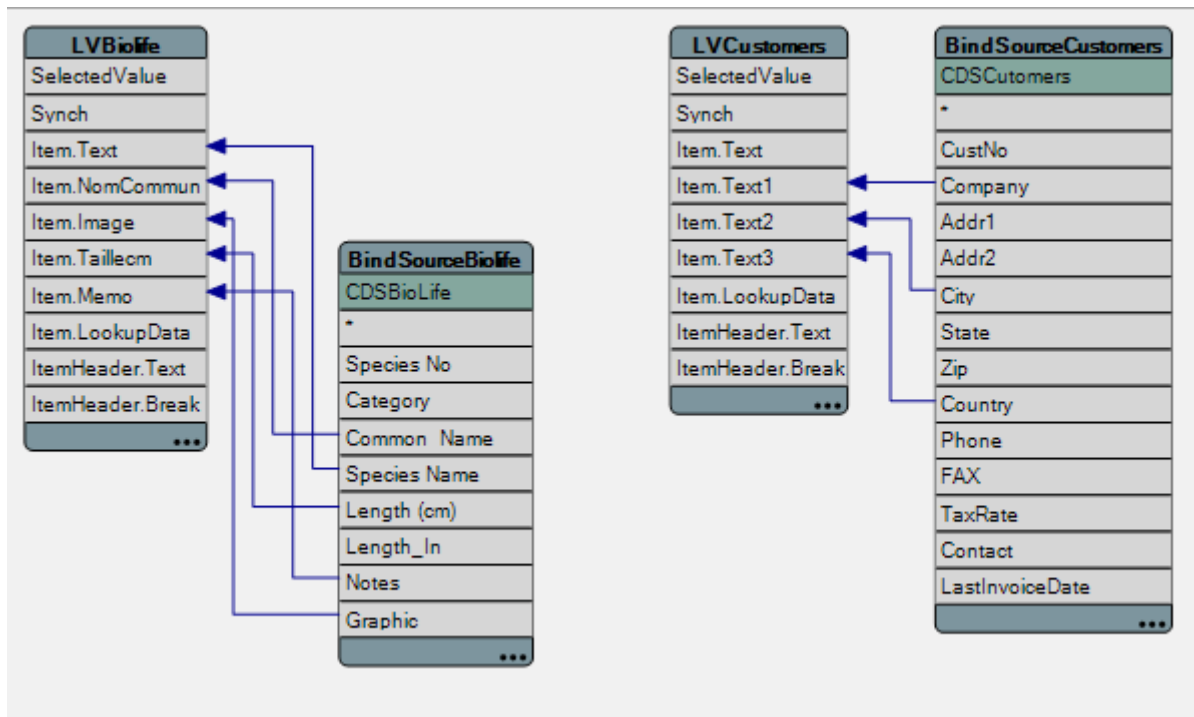 LVBiolife
SelectedValue
Synch
Item.Text
Item.NomCommun
Item.Image
Item.Taillecm
Item.Memo
Item.LookupData
ItemHeader.Text
ItemHeader.Break
•••
BindSourceBiolife
CDSBioLife
*
Species No
Category
Common_Name
Species Name
Length (cm)
Length_In
Notes
Graphic
•••
LVCustomers
SelectedValue
Synch
Item.Text
Item.Text1
Item.Text2
Item.Text3
Item.LookupData
ItemHeader.Text
ItemHeader.Break
•••
BindSourceCustomers
CDSCutomers
*
CustNo
Company
Addr1
Addr2
City
State
Zip
Country
Phone
FAX
TaxRate
Contact
LastInvoiceDate
•••